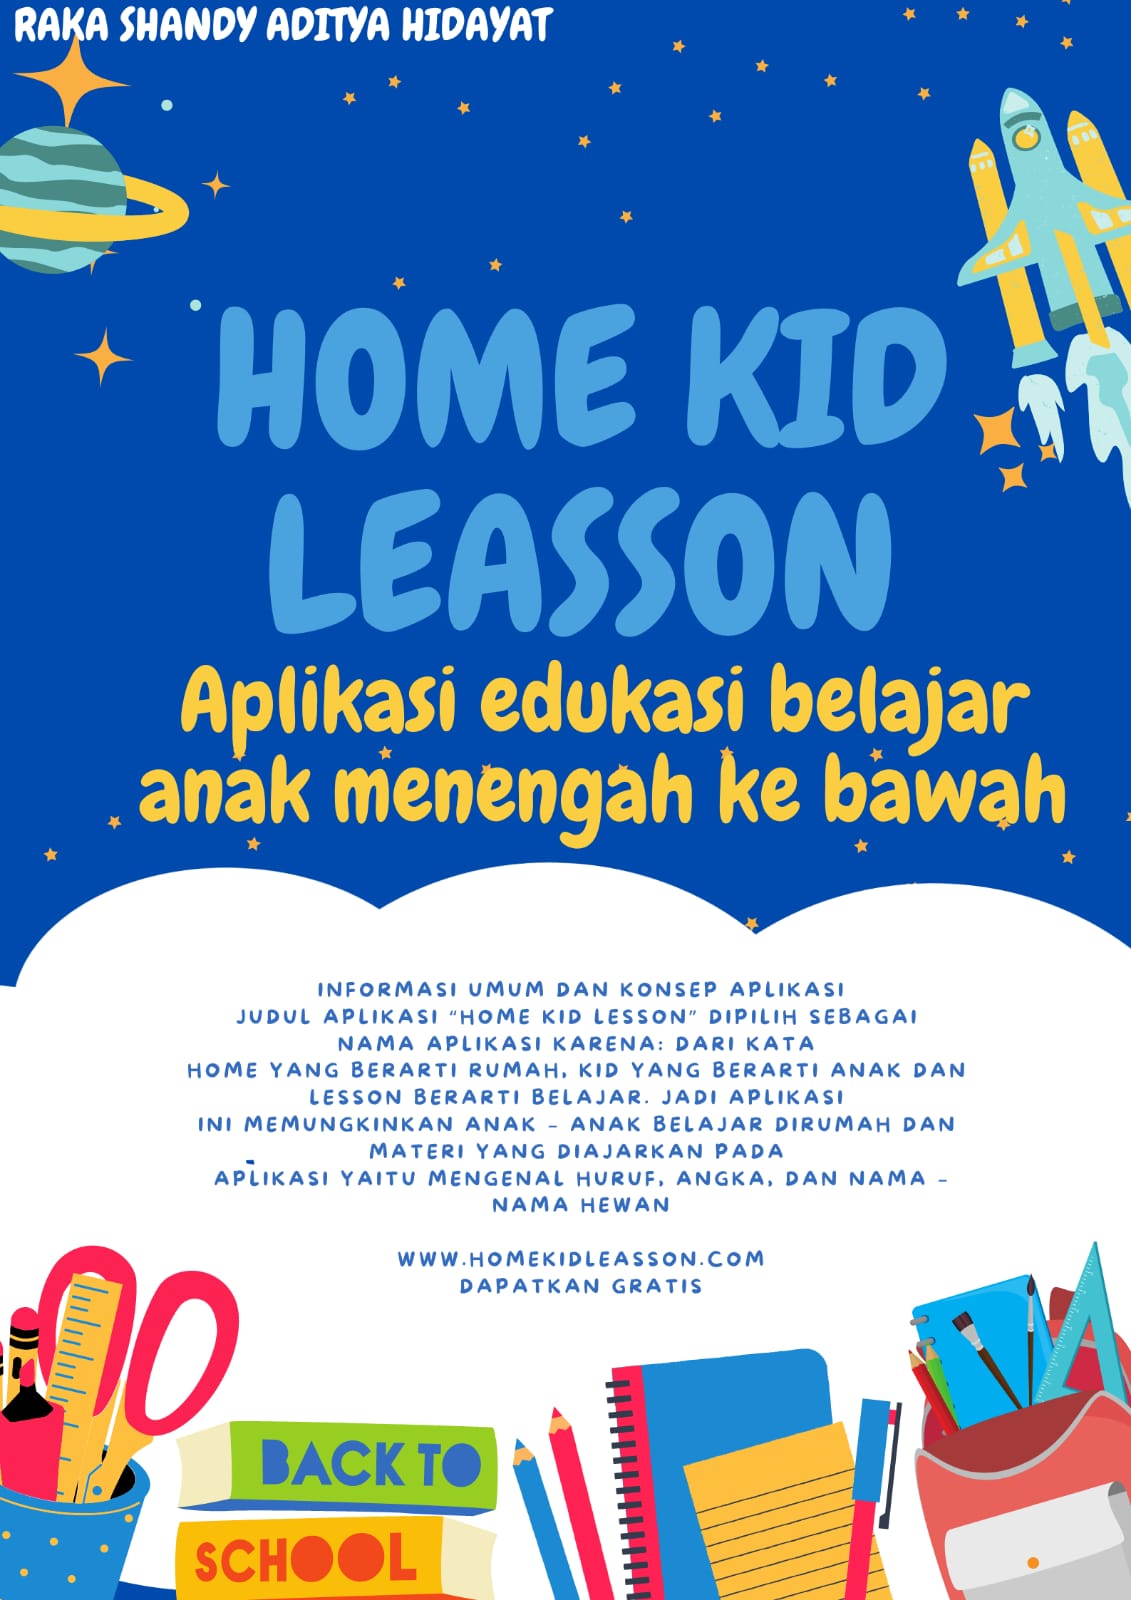 RAKA SHANDY ADITYA HIDAYAT
HOME KID
LEASSON
Aplikasi edukasi belajar
anak menengah ke bawah
INFORMASI UMUM DAN KONSEP APLIKASI
JUDUL APLIKASI “HOME KID LESSON” DIPILIH SEBAGAI
NAMA APLIKASI KARENA: DARI KATA
HOME YANG BERARTI RUMAH, KID YANG BERARTI ANAK DAN
LESSON BERARTI BELAJAR. JADI APLIKASI
INI MEMUNGKINKAN ANAK – ANAK BELAJAR DIRUMAH DAN
MATERI YANG DIAJARKAN PADA
APLIKASI YAITU MENGENAL HURUF, ANGKA, DAN NAMA –
NAMA HEWAN
WWW.HOMEKIDLEASSON.COM
DAPATKAN GRATIS
BACK TO
SCHOOL